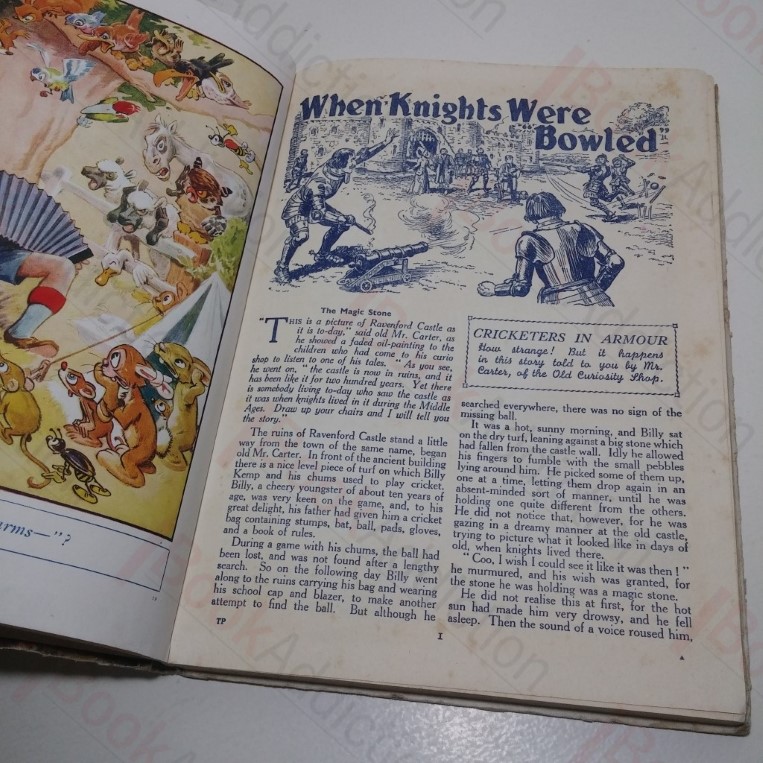 When Knights Were
"Bowled"
The Magic Stone
"THIS is a picture of Ravenford Castle as
it is to-day," said old Mr. Carter, as
he showed a faded oil-painting to the
children who had come to his curio
shop to listen to one of his tales. "As you see,"
he went on, "the castle is now in ruins, and it
has been like it for two hundred years. Yet there
is somebody living to-day who saw the castle as
it was when knights lived in it during the Middle
Ages. Draw up your chairs and I will tell you
the story."
The ruins of Ravenford Castle stand a little
way from the town of the same name, began
old Mr. Carter. In front of the ancient building
there is a nice level piece of turf on which Billy
Kemp and his chums used to play cricket.
Billy, a cheery youngster of about ten years of
age, was very keen on the game, and, to his
great delight, his father had given him a cricket
bag containing stumps, bat, ball, pads, gloves,
and a book of rules.
During a game with his chums, the ball had
been lost, and was not found after a lengthy
search. So on the following day Billy went
along to the ruins carrying his bag and wearing
his school cap and blazer, to make another
attempt to find the ball. But although he
CRICKETERS IN ARMOUR
How strange! But it happens
in this story told to you by Mr.
Carter, of the Old Curiosity Shop.
searched everywhere, there was no sign of the
missing ball.
It was a hot, sunny morning, and Billy sat
on the dry turf, leaning against a big stone which
had fallen from the castle wall. Idly he allowed
his fingers to fumble with the small pebbles
lying around him. He picked some of them up,
one at a time, letting them drop again in an
absent-minded sort of manner, until he was
holding one quite different from the others.
He did not notice that, however, for he was
gazing in a dreamy manner at the old castle,
trying to picture what it looked like in days of
old, when knights lived there.
"Coo, I wish I could see it like it was then!"
he murmured, and his wish was granted, for
the stone he was holding was a magic stone.
He did not realise this at first, for the hot
sun had made him very drowsy, and he fell
asleep. Then the sound of a voice roused him,
TP
1
A
arms—"?
BookAddiction